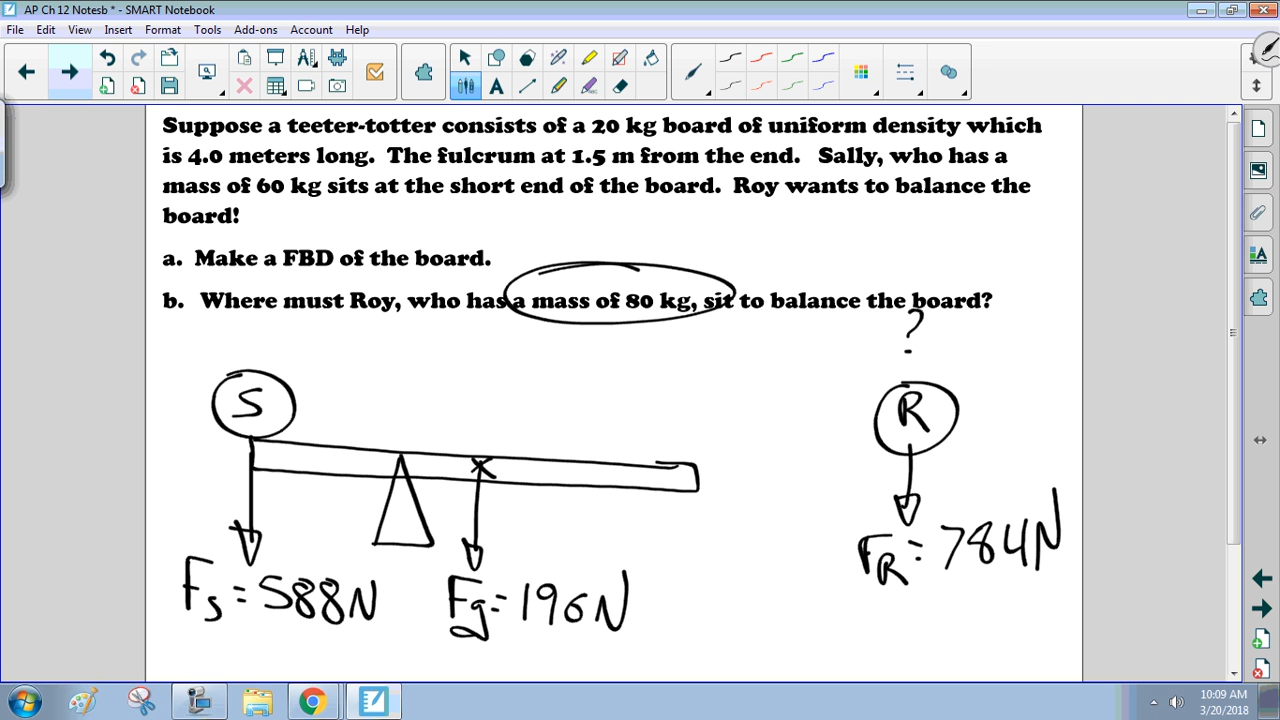 AP Ch 12 Notesb * - SMART Notebook
File Edit View Insert Format Tools Add-ons Account Help
Suppose a teeter-totter consists of a 20 kg board of uniform density which
is 4.0 meters long. The fulcrum at 1.5 m from the end. Sally, who has a
mass of 60 kg sits at the short end of the board. Roy wants to balance the
board!
a. Make a FBD of the board.
b. Where must Roy, who has a mass of 80 kg, sit to balance the board?
?
S
R
Fs = 588N
Fg = 196N
FR = 784N
10:09 AM
3/20/2018